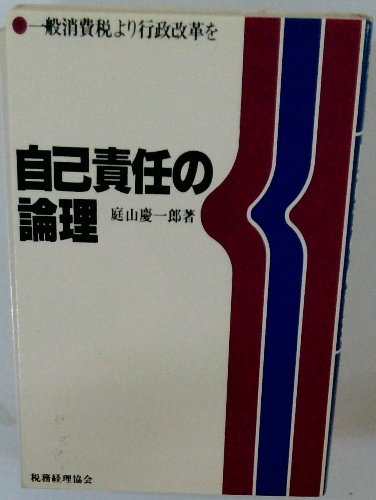 ●一般消費税より行政改革を
自己責任の
論理
庭山慶一郎著
税務経理協会